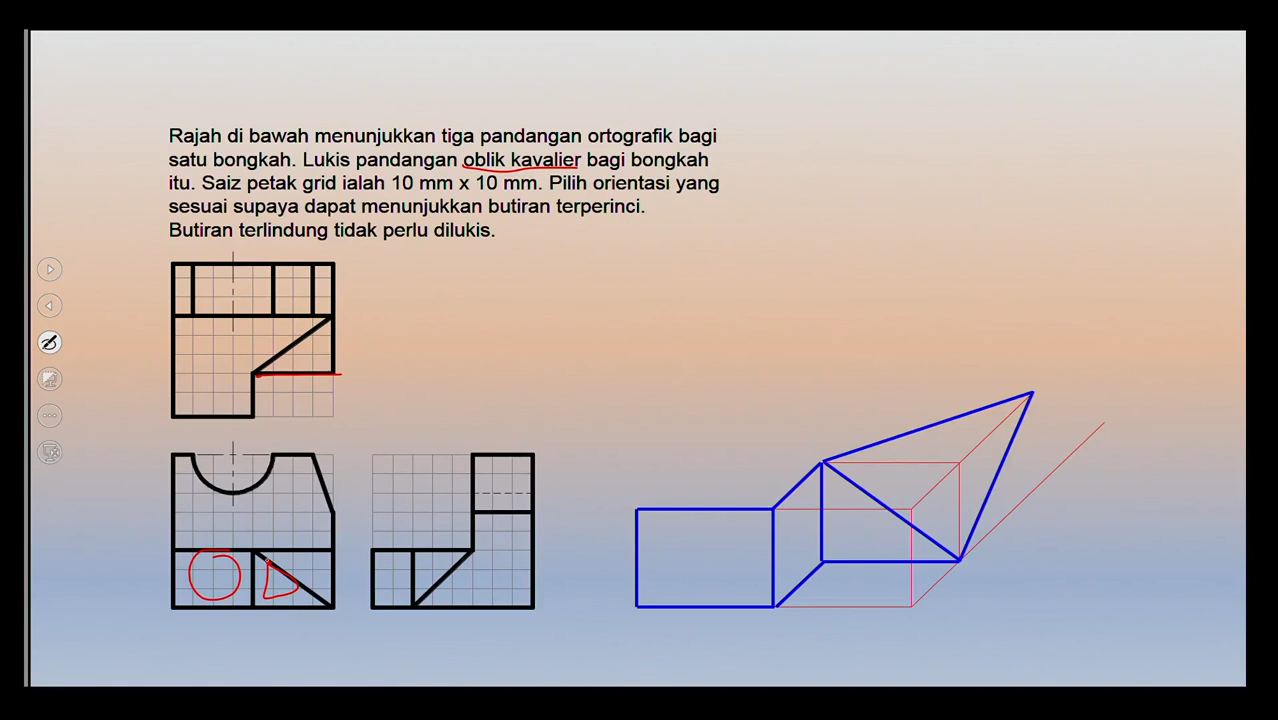 Rajah di bawah menunjukkan tiga pandangan ortografik bagi
satu bongkah. Lukis pandangan oblik kavalier bagi bongkah
itu. Saiz petak grid ialah 10 mm x 10 mm. Pilih orientasi yang
sesuai supaya dapat menunjukkan butiran terperinci.
Butiran terlindung tidak perlu dilukis.